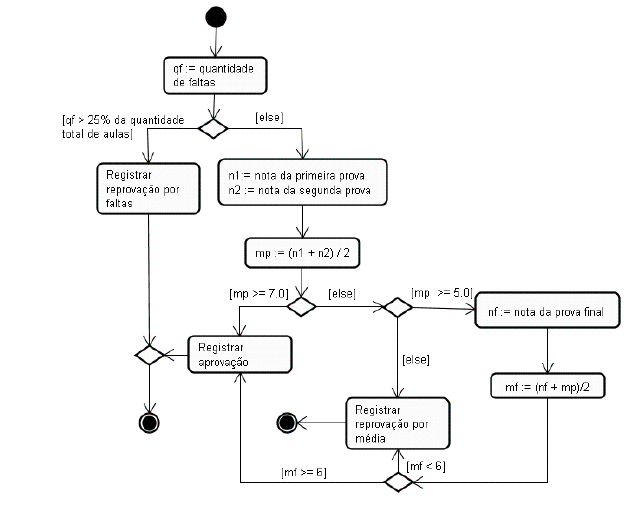 qf := quantidade
de faltas
[qf > 25% da quantidade
total de aulas]
[else]
Registrar
reprovação por
faltas
n1 := nota da primeira prova
n2 := nota da segunda prova
mp := (n1 + n2) / 2
[mp >= 7.0]
[else]
[mp >= 5.0]
nf := nota da prova final
Registrar
aprovação
[else]
mf := (nf + mp)/2
Registrar
reprovação por
média
[mf >= 6]
[mf < 6]